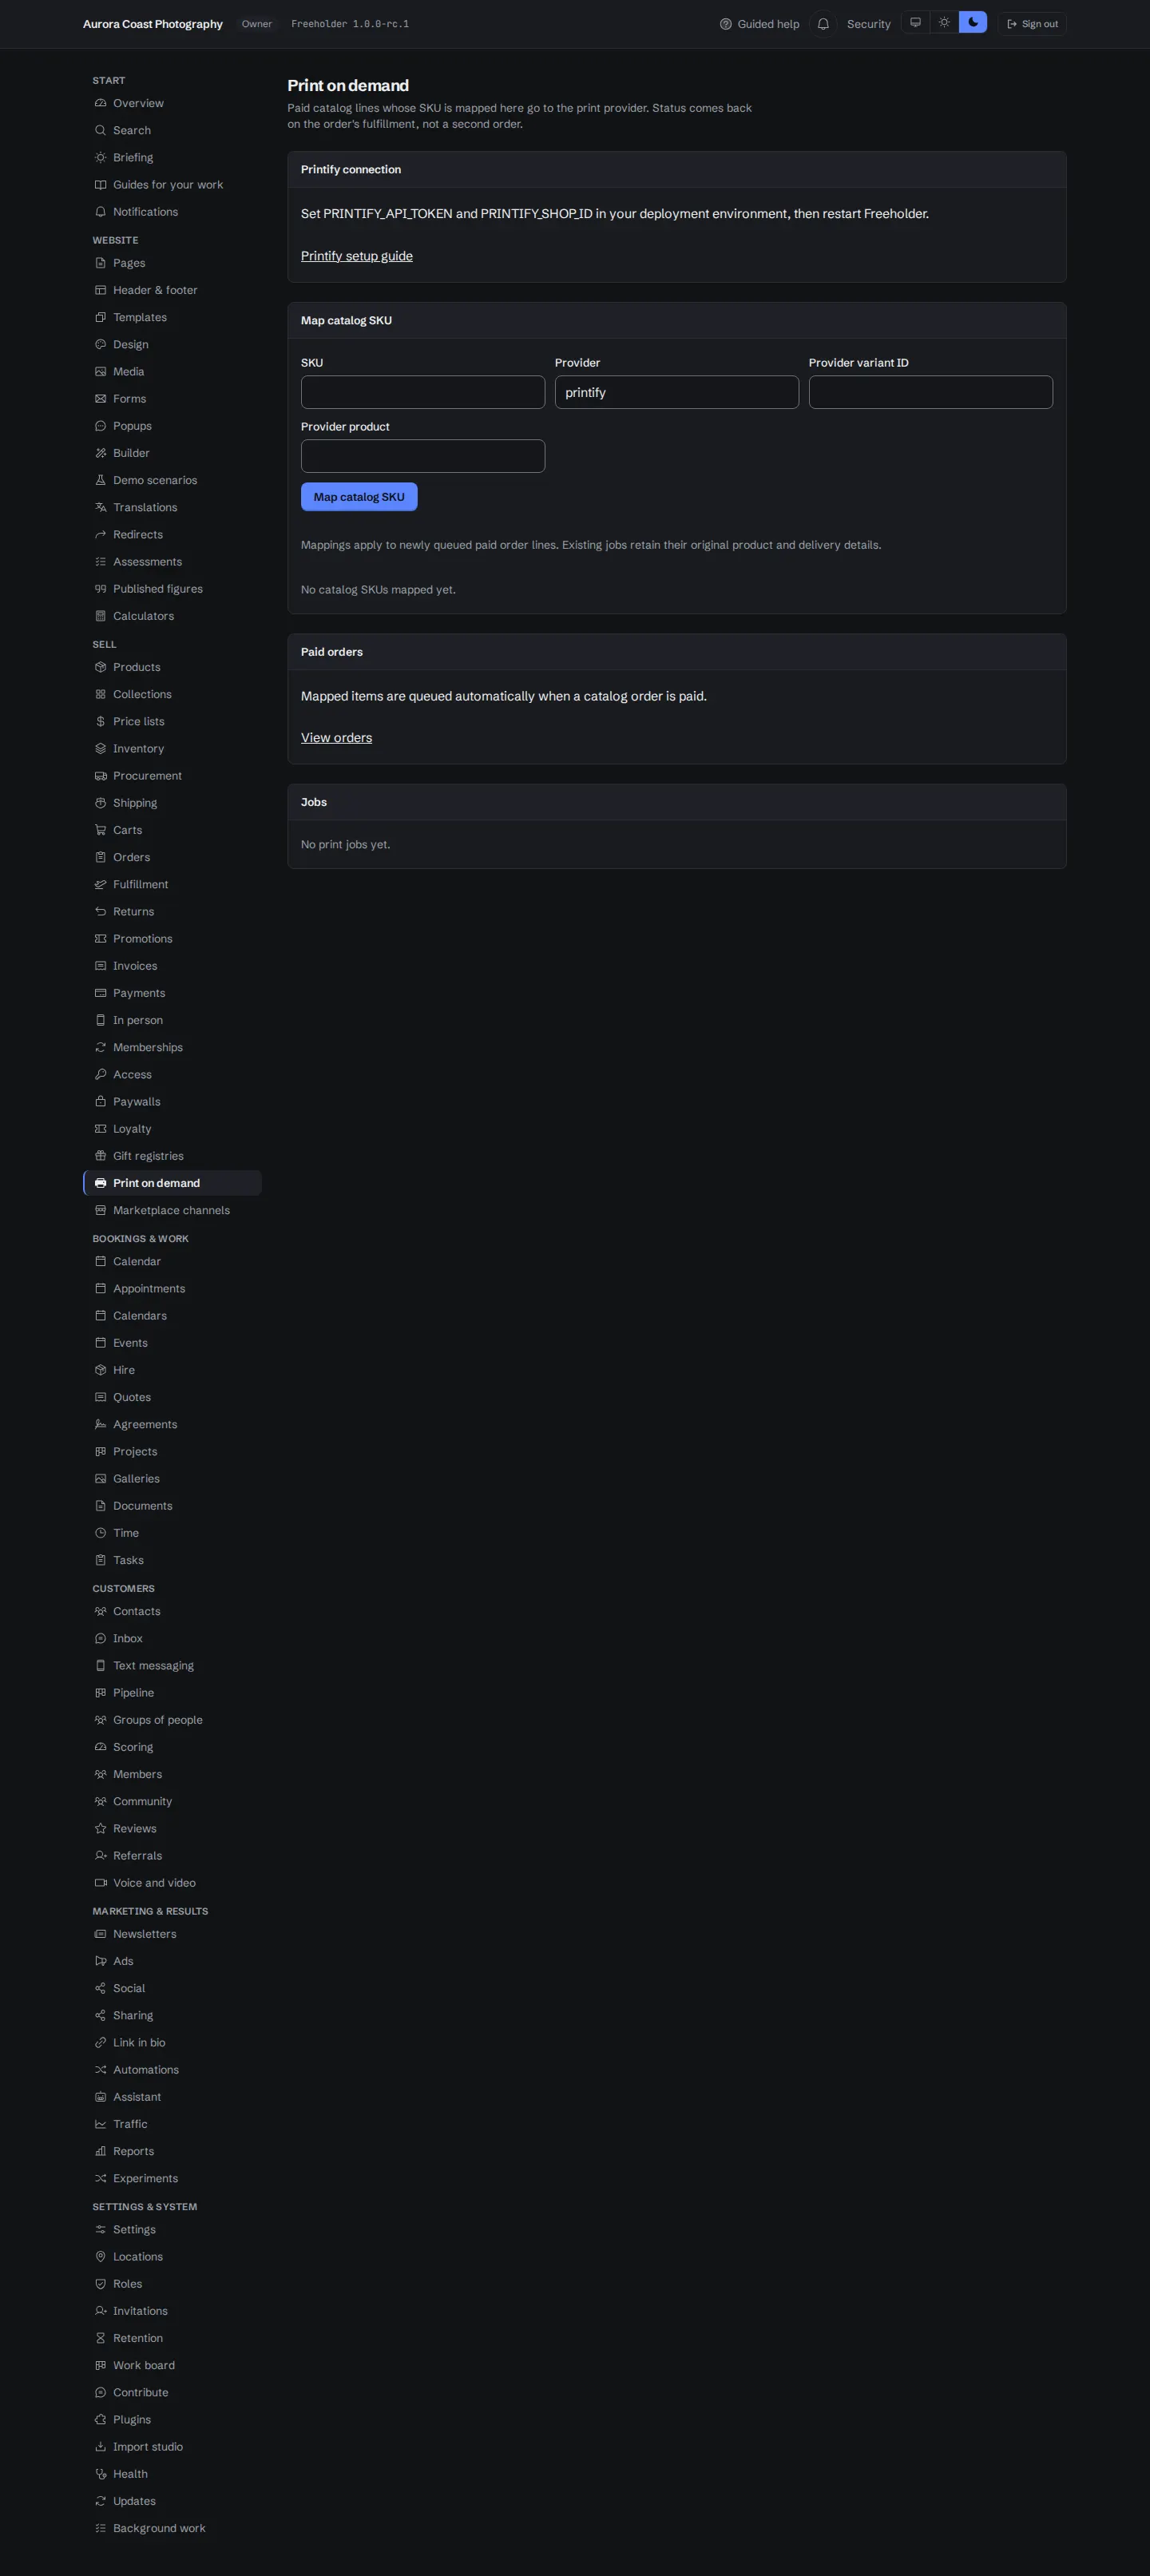 Aurora Coast Photography
Owner
Freeholder 1.0.0-rc.1
Guided help
Security
Sign out
START
Overview
Search
Briefing
Guides for your work
Notifications
WEBSITE
Pages
Header & footer
Templates
Design
Media
Forms
Popups
Builder
Demo scenarios
Translations
Redirects
Assessments
Published figures
Calculators
SELL
Products
Collections
Price lists
Inventory
Procurement
Shipping
Carts
Orders
Fulfillment
Returns
Promotions
Invoices
Payments
In person
Memberships
Access
Paywalls
Loyalty
Gift registries
Print on demand
Marketplace channels
BOOKINGS & WORK
Calendar
Appointments
Calendars
Events
Hire
Quotes
Agreements
Projects
Galleries
Documents
Time
Tasks
CUSTOMERS
Contacts
Inbox
Text messaging
Pipeline
Groups of people
Scoring
Members
Community
Reviews
Referrals
Voice and video
MARKETING & RESULTS
Newsletters
Ads
Social
Sharing
Link in bio
Automations
Assistant
Traffic
Reports
Experiments
SETTINGS & SYSTEM
Settings
Locations
Roles
Invitations
Retention
Work board
Contribute
Plugins
Import studio
Health
Updates
Background work
Print on demand
Paid catalog lines whose SKU is mapped here go to the print provider. Status comes back
on the order's fulfillment, not a second order.
Printify connection
Set PRINTIFY_API_TOKEN and PRINTIFY_SHOP_ID in your deployment environment, then restart Freeholder.
Printify setup guide
Map catalog SKU
SKU
Provider
Provider variant ID
printify
Provider product
Map catalog SKU
Mappings apply to newly queued paid order lines. Existing jobs retain their original product and delivery details.
No catalog SKUs mapped yet.
Paid orders
Mapped items are queued automatically when a catalog order is paid.
View orders
Jobs
No print jobs yet.